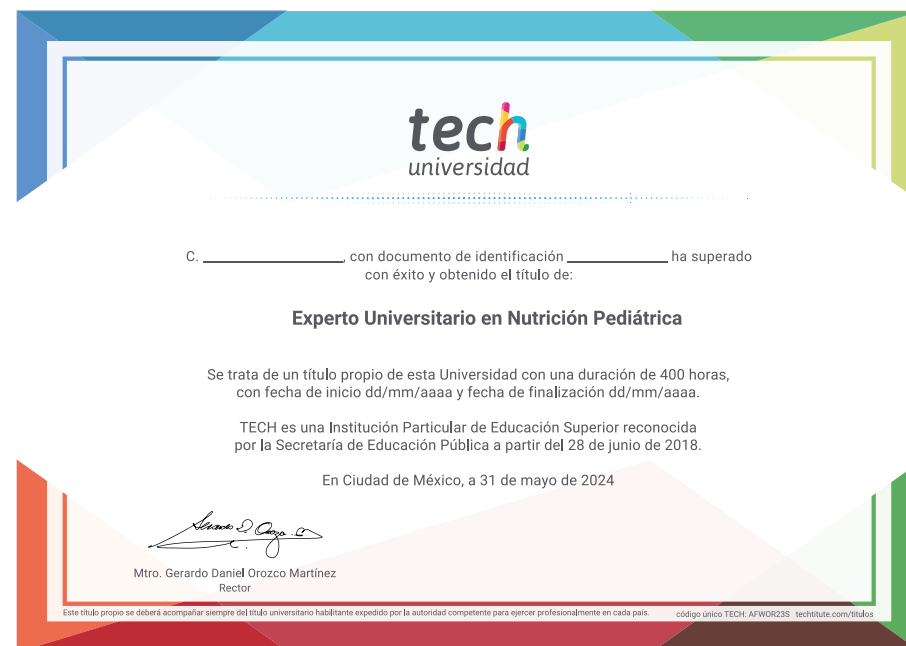 tech
universidad
C. ____________, con documento de identificación _________ ha superado
con éxito y obtenido el título de:
Experto Universitario en Nutrición Pediátrica
Se trata de un título propio de esta Universidad con una duración de 400 horas,
con fecha de inicio dd/mm/aaaa y fecha de finalización dd/mm/aaaa.
TECH es una Institución Particular de Educación Superior reconocida
por la Secretaría de Educación Pública a partir del 28 de junio de 2018.
En Ciudad de México, a 31 de mayo de 2024
Mtro. Gerardo Daniel Orozco Martínez
Rector
Este título propio se deberá acompañar siempre del título universitario habilitante expedido por la autoridad competente para ejercer profesionalmente en cada país. código único TECH: AFWOR23S techtitute.com/titulos